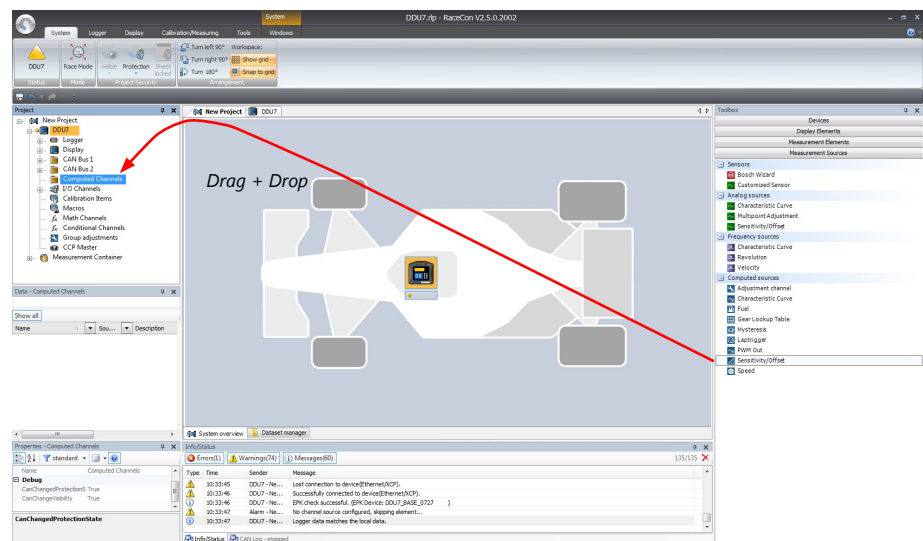 System
DDU7.rlp - RaceCon V2.5.0.2002
System Logger Display Calibration/Measuring Tools Windows
DDU7
Status
Race Mode
Mode
visible Protection Sheet locked
Project Security
Turn left 90° Workspace:
Turn right 90° Show grid
Turn 180° Snap to grid
Arrangement
Project
New Project
DDU7
Logger
Display
CAN Bus 1
CAN Bus 2
Computed Channels
I/O Channels
Calibration Items
Macros
Math Channels
Conditional Channels
Group adjustments
CCP Master
Measurement Container
Data - Computed Channels
Show all
Name Sou... Description
Properties - Computed Channels
standard
Name Computed Channels
Debug
CanChangedProtectionS True
CanChangeVisibility True
CanChangedProtectionState
New Project DDU7
Drag + Drop
System overview Dataset manager
Info/Status
Errors(1) Warnings(74) Messages(60) 135/135
Type Time Sender Message
10:33:45 DDU7 - Ne... Lost connection to device(Ethernet/XCP).
10:33:46 DDU7 - Ne... Successfully connected to device(Ethernet/XCP).
10:33:46 DDU7 - Ne... EPK check successful. (EPK Device: DDU7_BASE_0727 )
10:33:47 Alarm - Ne... No channel source configured, skipping element...
10:33:47 DDU7 - Ne... Logger data matches the local data.
Info/Status CAN Log - stopped
Toolbox
Devices
Display Elements
Measurement Elements
Measurement Sources
Sensors
Bosch Wizard
Customized Sensor
Analog sources
Characteristic Curve
Multipoint Adjustment
Sensitivity/Offset
Frequency sources
Characteristic Curve
Revolution
Velocity
Computed sources
Adjustment channel
Characteristic Curve
Fuel
Gear Lookup Table
Hysteresis
Laptrigger
PWM Out
Sensitivity/Offset
Speed